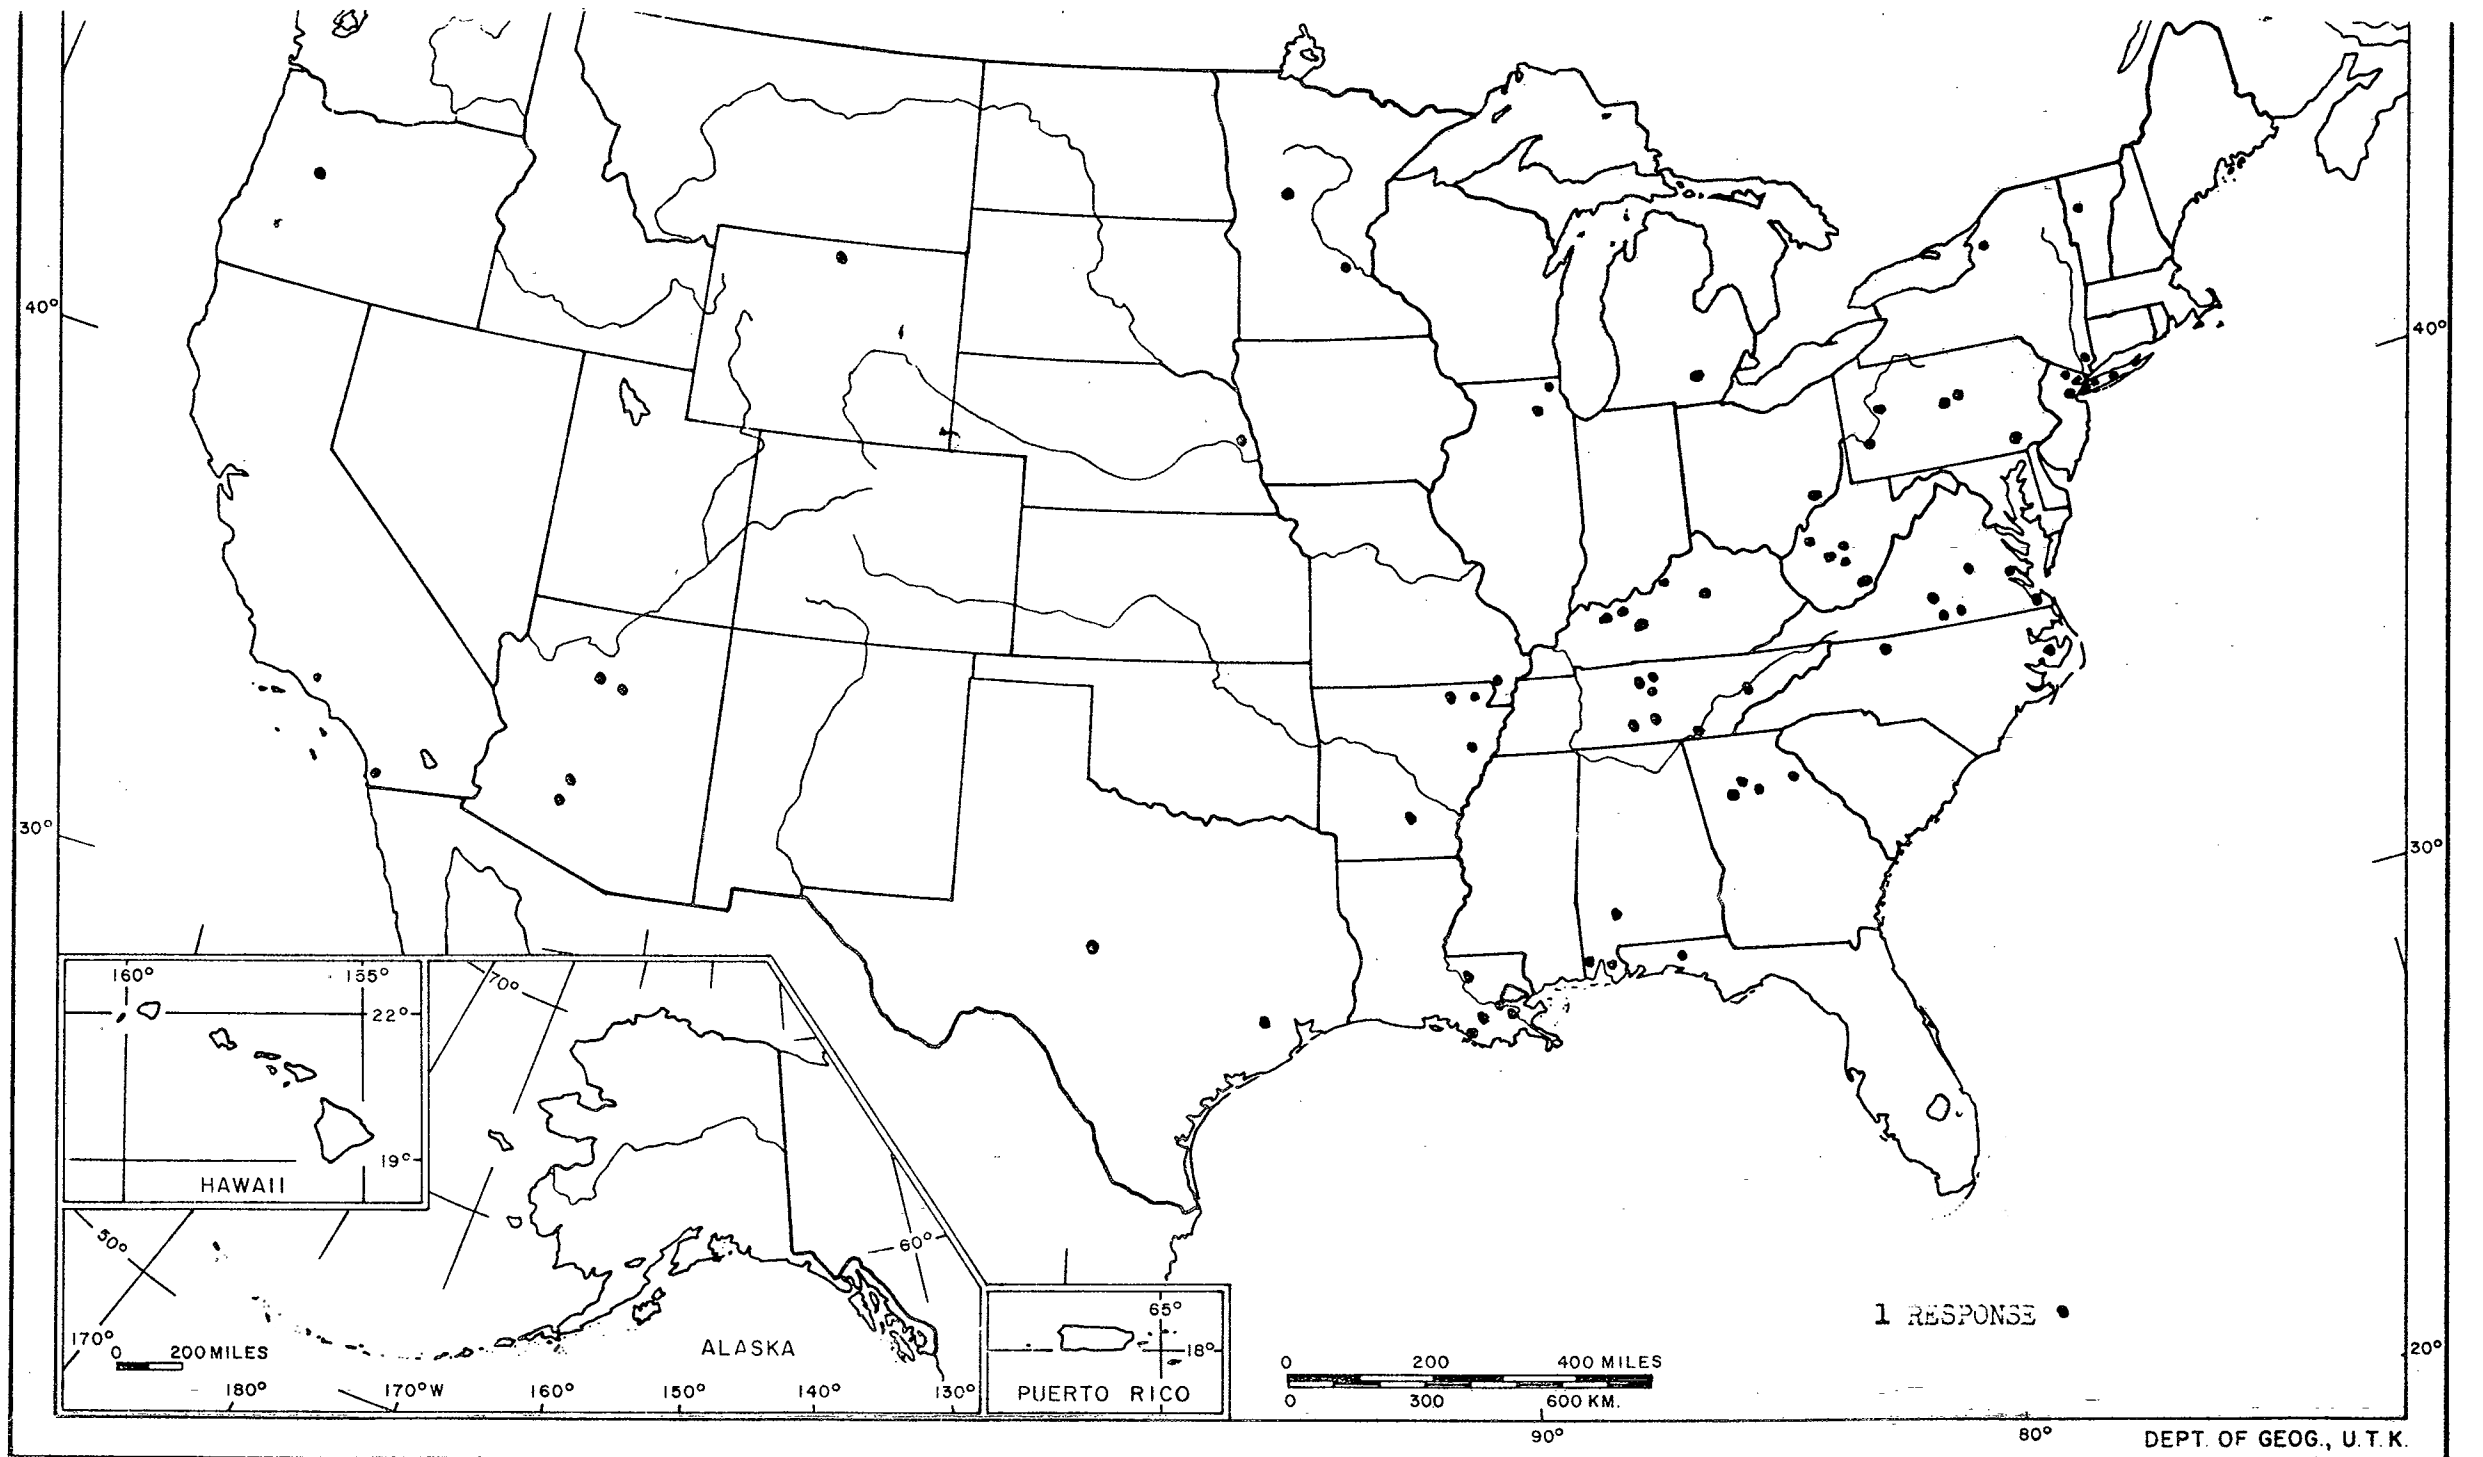 40°
40°
30°
30°
160°
155°
22°
19°
HAWAII
70°
50°
60°
170°
0 200 MILES
ALASKA
180°
170°W
160°
150°
140°
130°
65°
18°
PUERTO RICO
1 RESPONSE
20°
0 200 400 MILES
0 300 600 KM.
90°
80°
DEPT. OF GEOG., U.T.K.